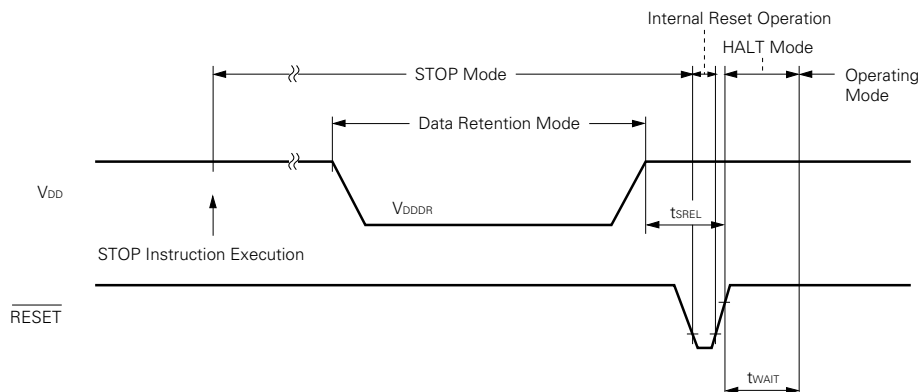 Internal Reset Operation
HALT Mode
STOP Mode
Operating
Mode
Data Retention Mode
VDD
VDDDR
tSREL
STOP Instruction Execution
RESET
tWAIT